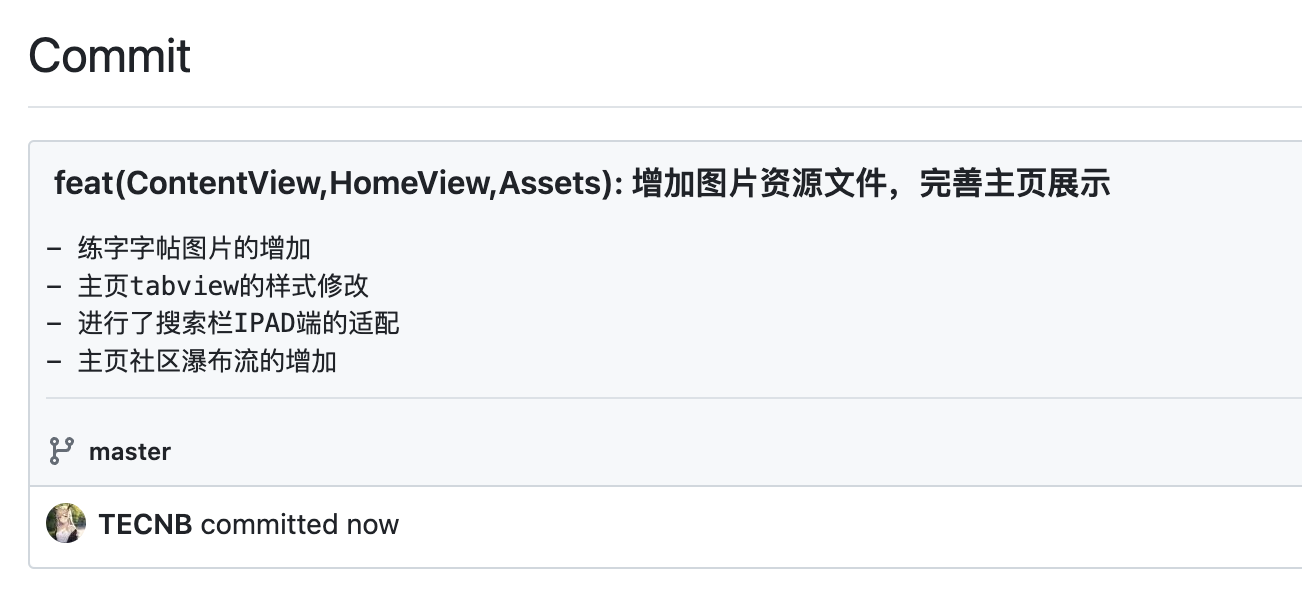 Commit
feat(ContentView,HomeView,Assets): 增加图片资源文件，完善主页展示
- 练字字帖图片的增加
- 主页tabview的样式修改
- 进行了搜索栏IPAD端的适配
- 主页社区瀑布流的增加
master
TECNB committed now